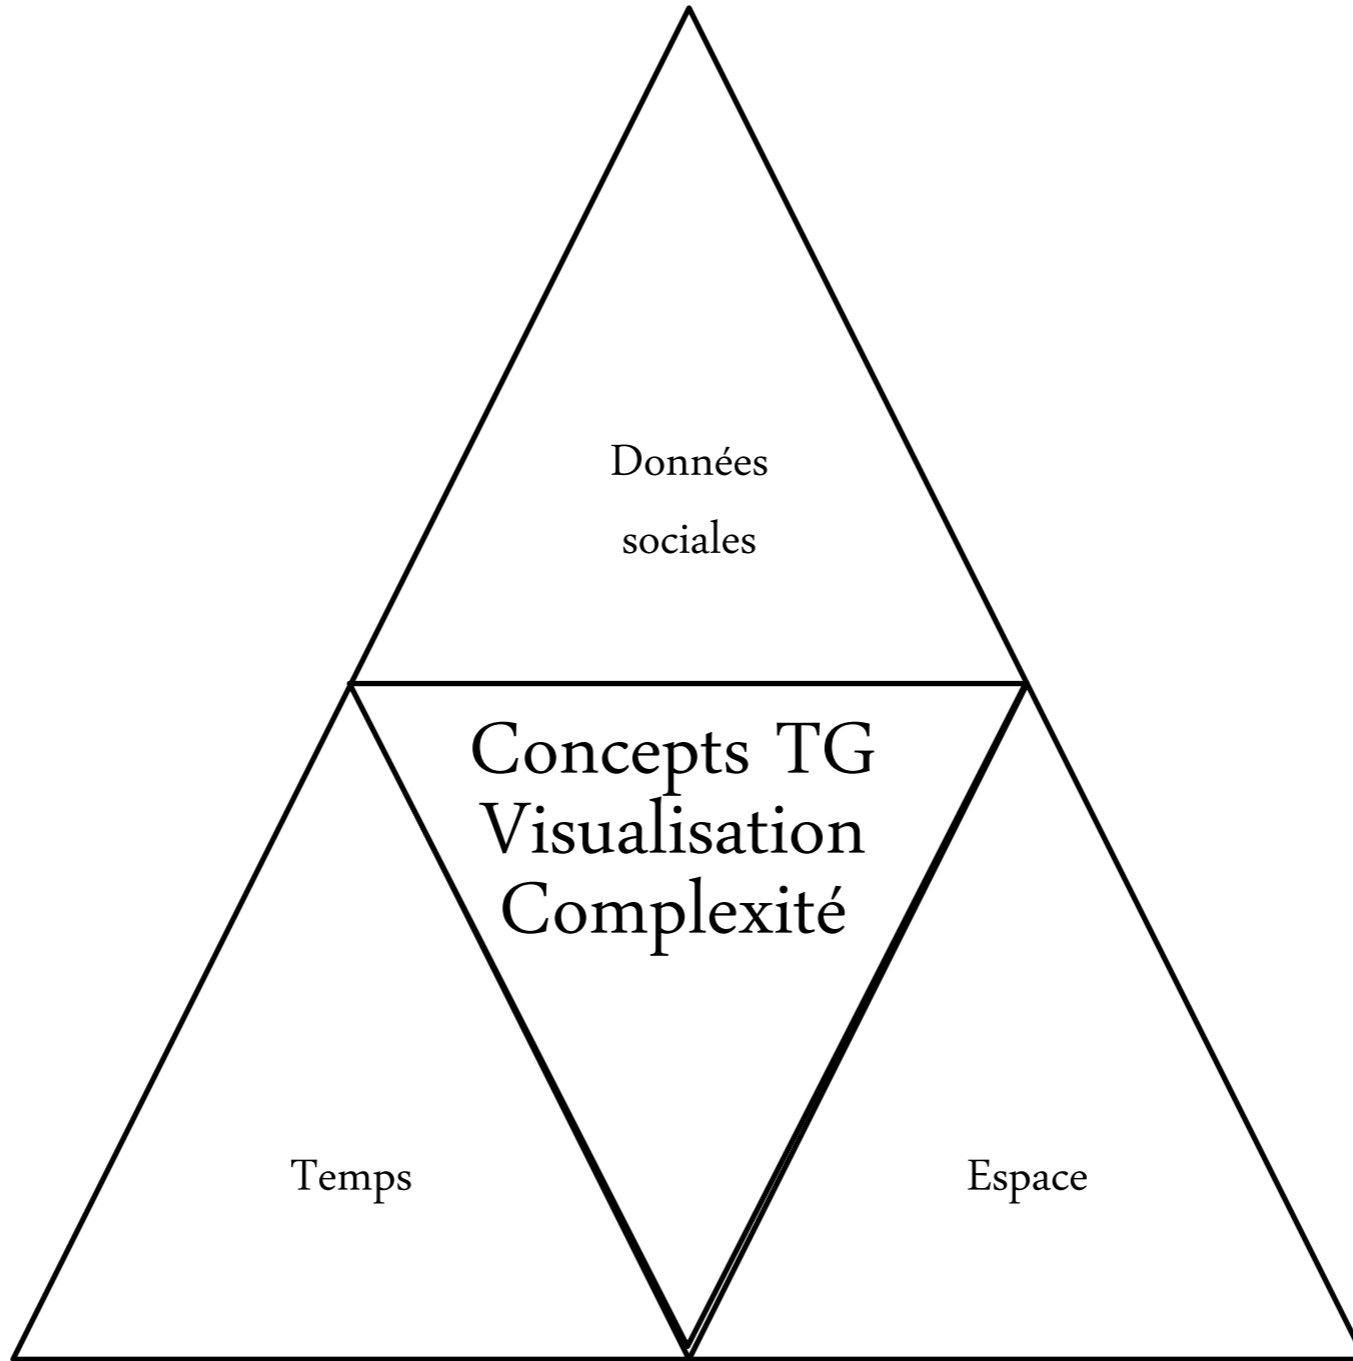 Données
sociales
Concepts TG
Visualisation
Complexité
Temps
Espace